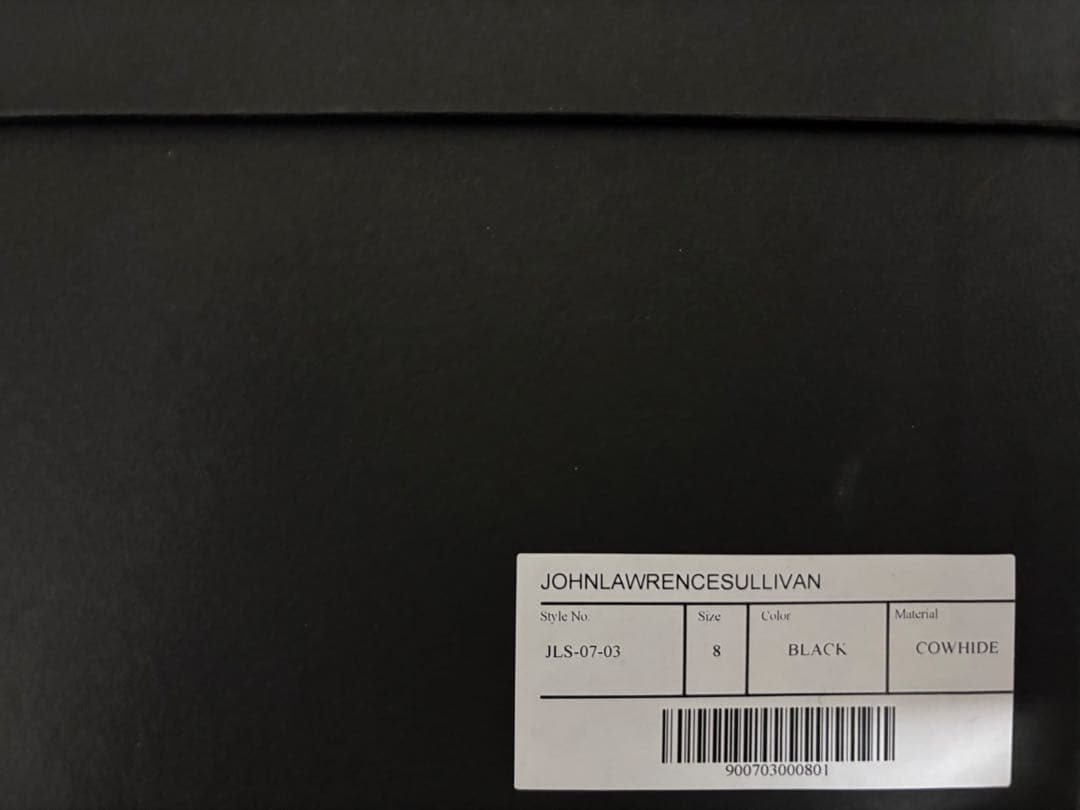 JOHNLAWRENCESULLIVAN
Style No. Size Color Material
JLS-07-03 8 BLACK COWHIDE
900703000801